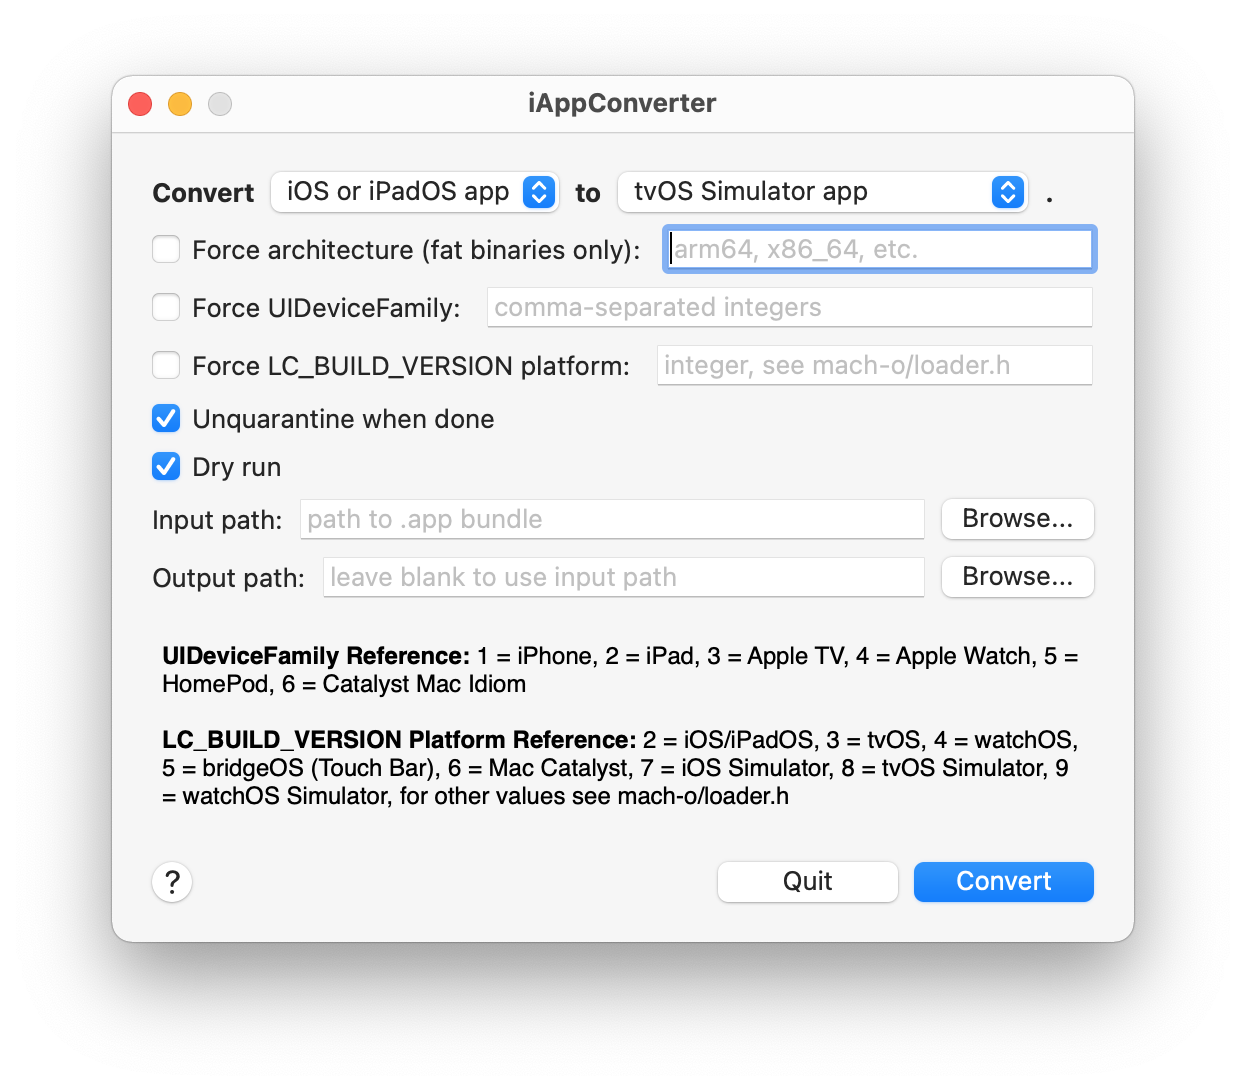 iAppConverter
Convert iOS or iPadOS app to tvOS Simulator app .
Force architecture (fat binaries only): arm64, x86_64, etc.
Force UIDeviceFamily: comma-separated integers
Force LC_BUILD_VERSION platform: integer, see mach-o/loader.h
Unquarantine when done
Dry run
Input path: path to .app bundle Browse...
Output path: leave blank to use input path Browse...
UIDeviceFamily Reference: 1 = iPhone, 2 = iPad, 3 = Apple TV, 4 = Apple Watch, 5 =
HomePod, 6 = Catalyst Mac Idiom
LC_BUILD_VERSION Platform Reference: 2 = iOS/iPadOS, 3 = tvOS, 4 = watchOS,
5 = bridgeOS (Touch Bar), 6 = Mac Catalyst, 7 = iOS Simulator, 8 = tvOS Simulator, 9
= watchOS Simulator, for other values see mach-o/loader.h
? Quit Convert